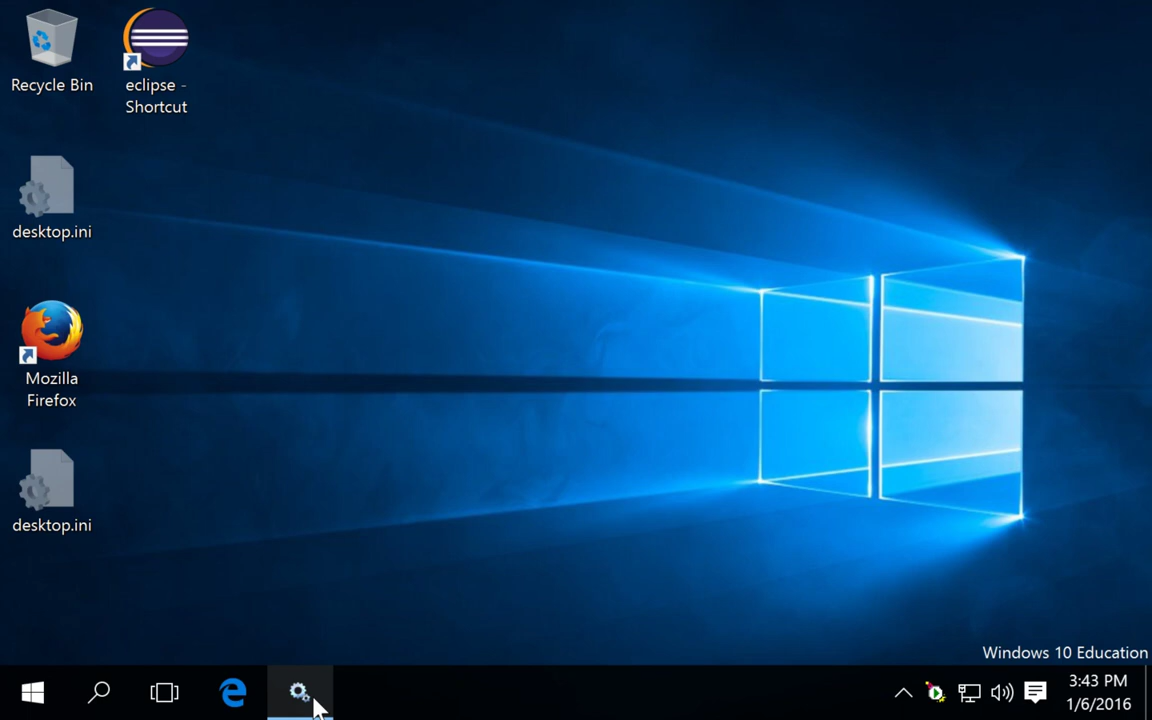 Recycle Bin
eclipse -
Shortcut
desktop.ini
Mozilla
Firefox
desktop.ini
Windows 10 Education
3:43 PM
1/6/2016